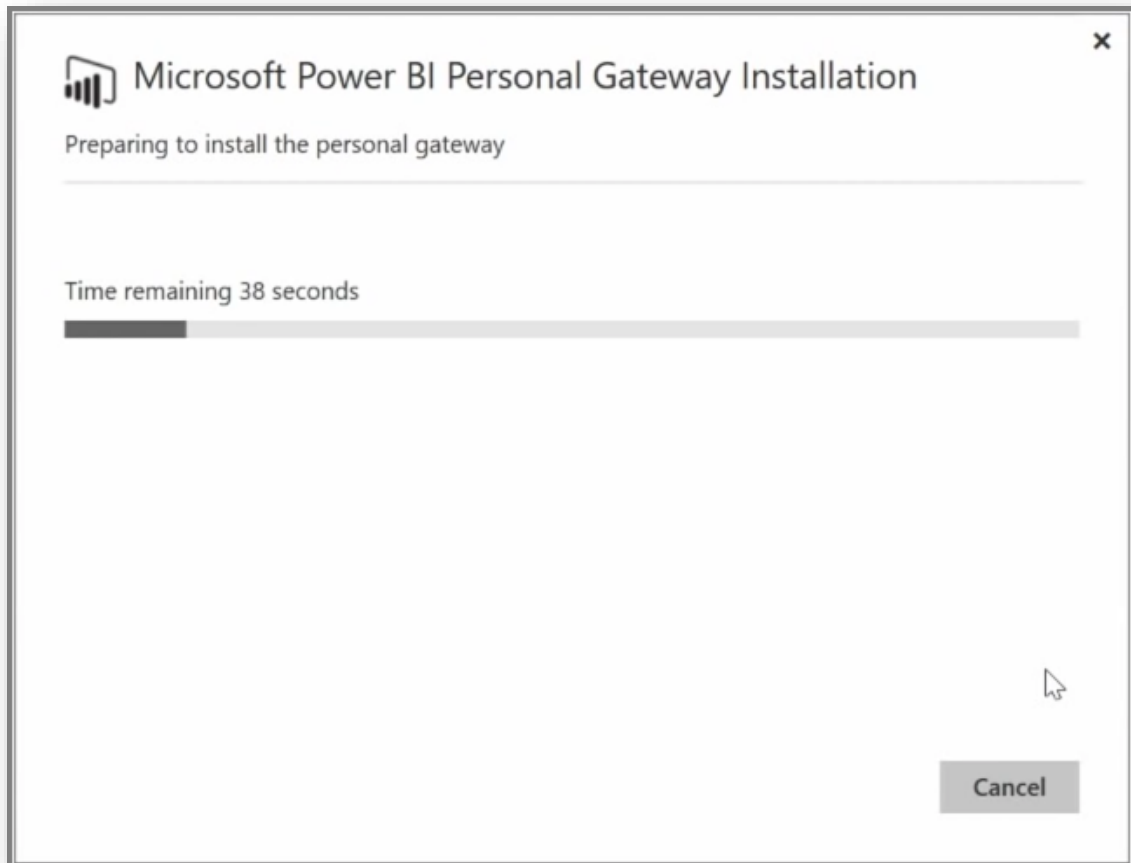 Microsoft Power BI Personal Gateway Installation
Preparing to install the personal gateway
Time remaining 38 seconds
Cancel